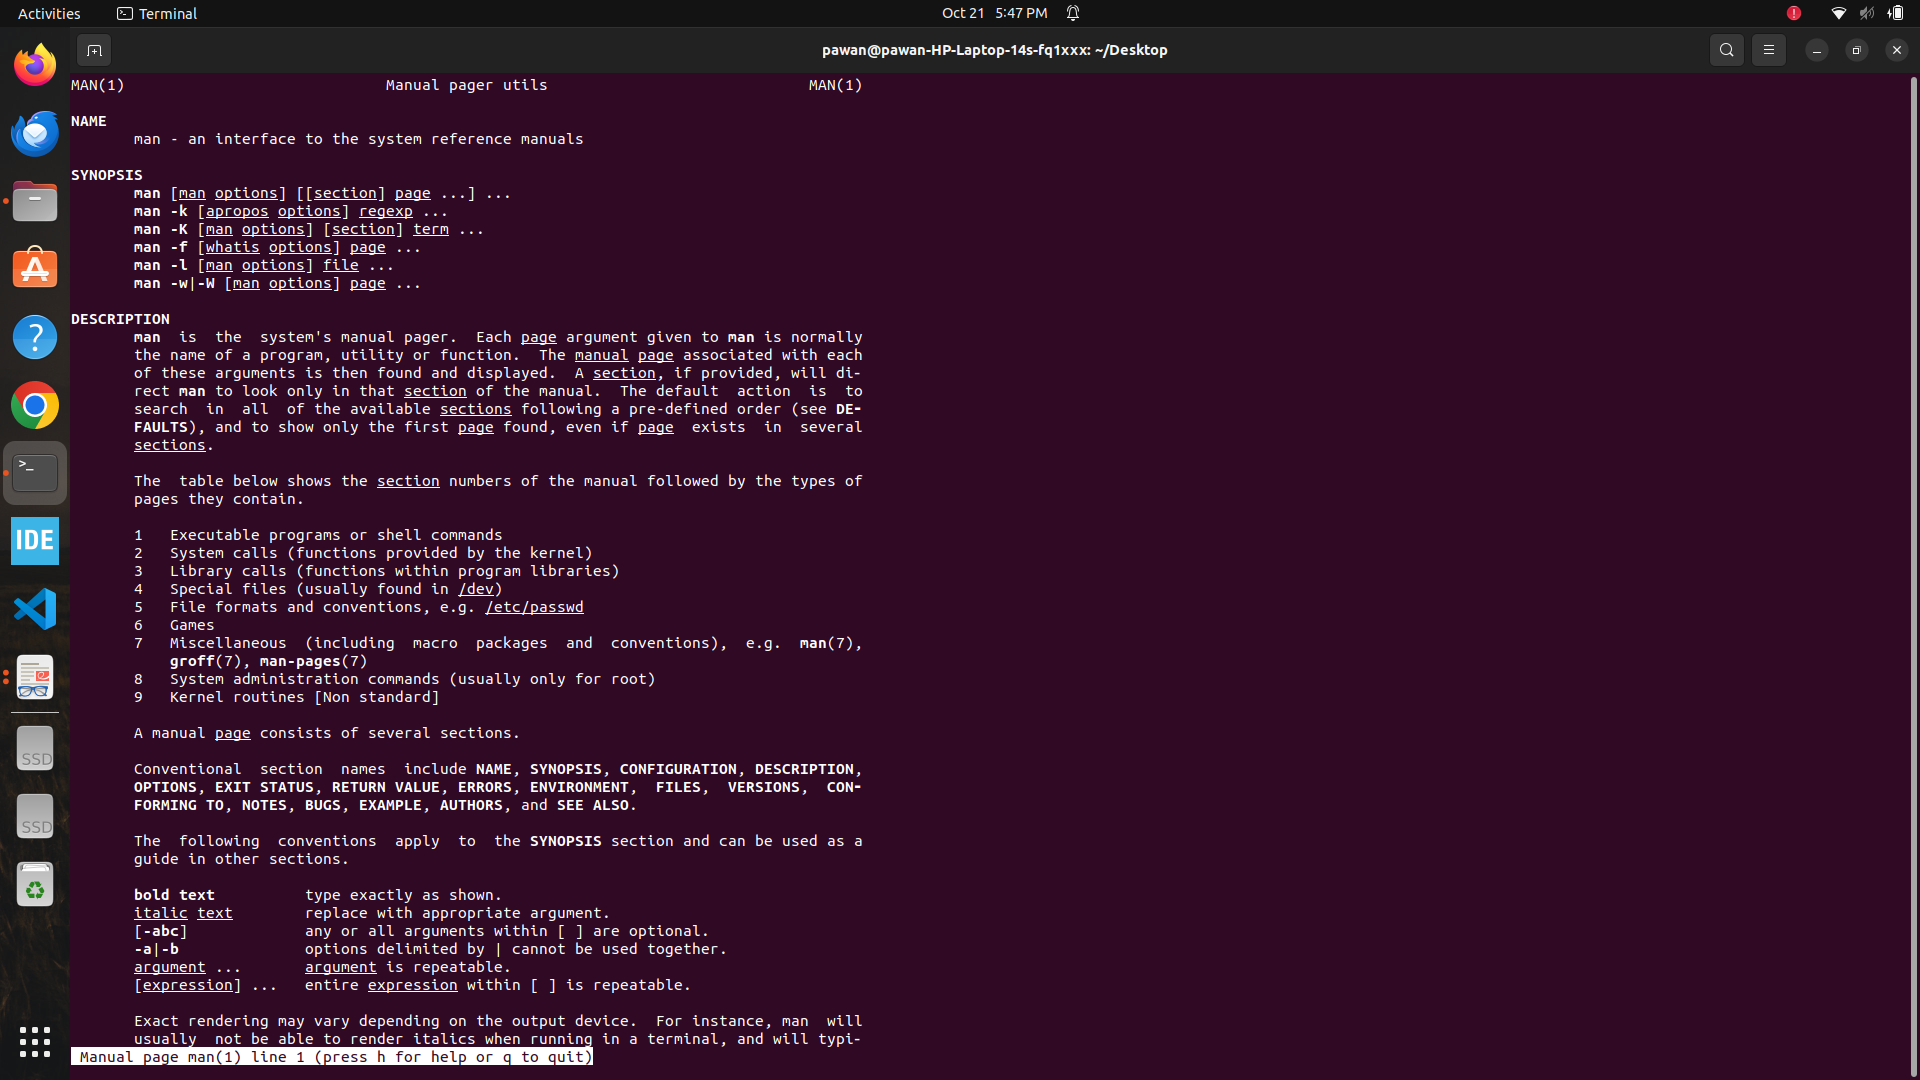 Activities Terminal Oct 21 5:47 PM
pawan@pawan-HP-Laptop-14s-fq1xxx: ~/Desktop
MAN(1) Manual pager utils MAN(1)
NAME
man - an interface to the system reference manuals
SYNOPSIS
man [man options] [[section] page ...] ...
man -k [apropos options] regexp ...
man -K [man options] [section] term ...
man -f [whatis options] page ...
man -l [man options] file ...
man -w|-W [man options] page ...
DESCRIPTION
man is the system's manual pager. Each page argument given to man is normally
the name of a program, utility or function. The manual page associated with each
of these arguments is then found and displayed. A section, if provided, will di-
rect man to look only in that section of the manual. The default action is to
search in all of the available sections following a pre-defined order (see DE-
FAULTS), and to show only the first page found, even if page exists in several
sections.
The table below shows the section numbers of the manual followed by the types of
pages they contain.
1 Executable programs or shell commands
2 System calls (functions provided by the kernel)
3 Library calls (functions within program libraries)
4 Special files (usually found in /dev)
5 File formats and conventions, e.g. /etc/passwd
6 Games
7 Miscellaneous (including macro packages and conventions), e.g. man(7),
groff(7), man-pages(7)
8 System administration commands (usually only for root)
9 Kernel routines [Non standard]
A manual page consists of several sections.
Conventional section names include NAME, SYNOPSIS, CONFIGURATION, DESCRIPTION,
OPTIONS, EXIT STATUS, RETURN VALUE, ERRORS, ENVIRONMENT, FILES, VERSIONS, CON-
FORMING TO, NOTES, BUGS, EXAMPLE, AUTHORS, and SEE ALSO.
The following conventions apply to the SYNOPSIS section and can be used as a
guide in other sections.
bold text type exactly as shown.
italic text replace with appropriate argument.
[-abc] any or all arguments within [ ] are optional.
-a|-b options delimited by | cannot be used together.
argument ... argument is repeatable.
[expression] ... entire expression within [ ] is repeatable.
Exact rendering may vary depending on the output device. For instance, man will
usually not be able to render italics when running in a terminal, and will typi-
Manual page man(1) line 1 (press h for help or q to quit)
IDE
SSD
SSD